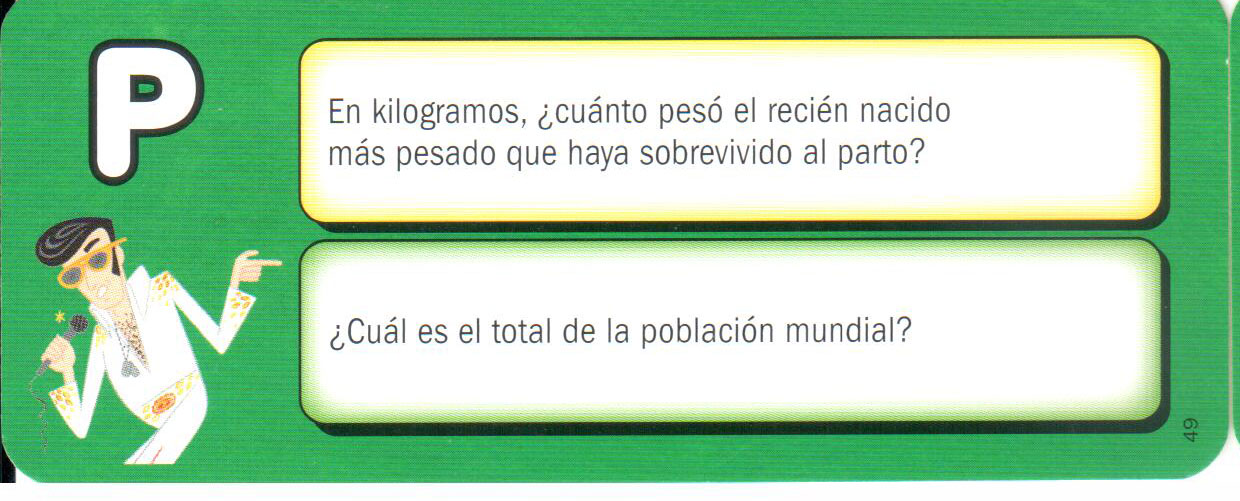 P
En kilogramos, ¿cuánto pesó el recién nacido
más pesado que haya sobrevivido al parto?
¿Cuál es el total de la población mundial?
49